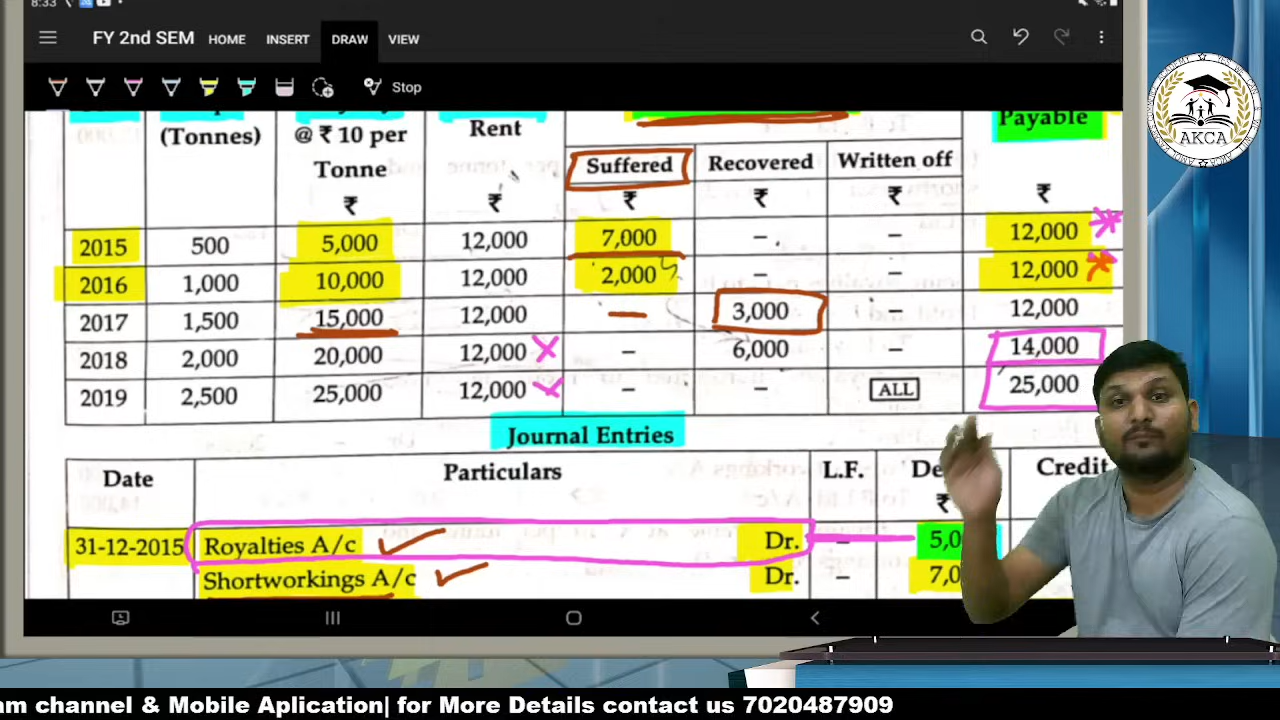 8:33
FY 2nd SEM HOME INSERT DRAW VIEW
Stop
(Tonnes) @ ₹ 10 per Rent Payable
Tonne Suffered Recovered Written off
₹ ₹ ₹ ₹ ₹ ₹
2015 500 5,000 12,000 7,000 – – 12,000
2016 1,000 10,000 12,000 2,000 – – 12,000
2017 1,500 15,000 12,000 – 3,000 – 12,000
2018 2,000 20,000 12,000 – 6,000 – 14,000
2019 2,500 25,000 12,000 – – ALL 25,000
Journal Entries
Date Particulars L.F. Credit
₹
31-12-2015 Royalties A/c Dr. – 5,0
Shortworkings A/c Dr. – 7,0
AKCA
am channel & Mobile Aplication| for More Details contact us 7020487909